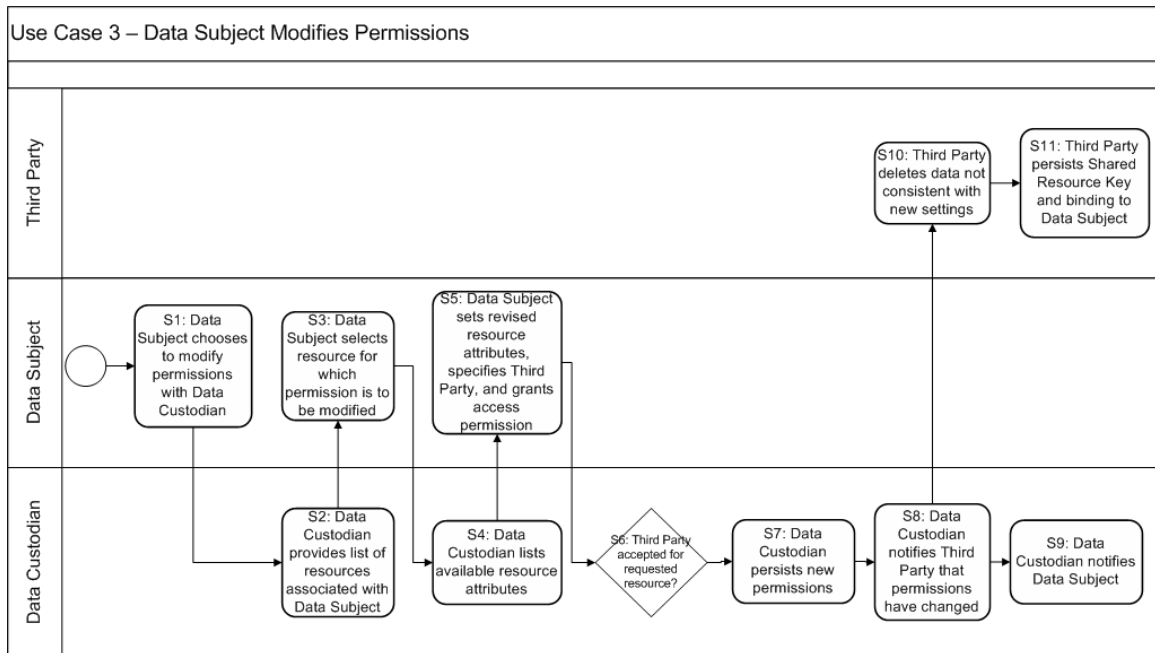 Use Case 3 – Data Subject Modifies Permissions
Third Party
S10: Third Party
deletes data not
consistent with
new settings
S11: Third Party
persists Shared
Resource Key
and binding to
Data Subject
Data Subject
S1: Data
Subject chooses
to modify
permissions
with Data
Custodian
S3: Data
Subject selects
resource for
which
permission is to
be modified
S5: Data Subject
sets revised
resource
attributes,
specifies Third
Party, and grants
access
permission
Data Custodian
S2: Data
Custodian
provides list of
resources
associated with
Data Subject
S4: Data
Custodian lists
available resource
attributes
S6: Third Party
accepted for
requested
resource?
S7: Data
Custodian
persists new
permissions
S8: Data
Custodian
notifies Third
Party that
permissions
have changed
S9: Data
Custodian notifies
Data Subject